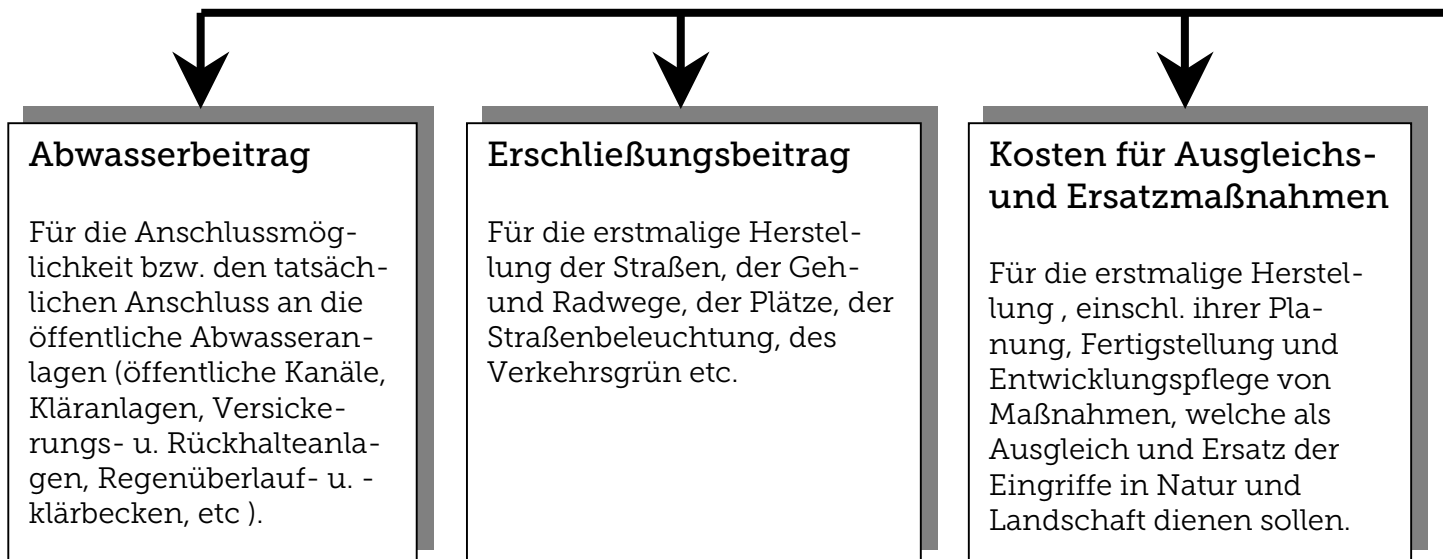 Abwasserbeitrag
Für die Anschlussmög-
lichkeit bzw. den tatsäch-
lichen Anschluss an die
öffentliche Abwasseran-
lagen (öffentliche Kanäle,
Kläranlagen, Versicke-
rungs- u. Rückhalteanla-
gen, Regenüberlauf- u. -
klärbecken, etc ).
Erschließungsbeitrag
Für die erstmalige Herstel-
lung der Straßen, der Geh-
und Radwege, der Plätze, der
Straßenbeleuchtung, des
Verkehrsgrün etc.
Kosten für Ausgleichs-
und Ersatzmaßnahmen
Für die erstmalige Herstel-
lung , einschl. ihrer Pla-
nung, Fertigstellung und
Entwicklungspflege von
Maßnahmen, welche als
Ausgleich und Ersatz der
Eingriffe in Natur und
Landschaft dienen sollen.